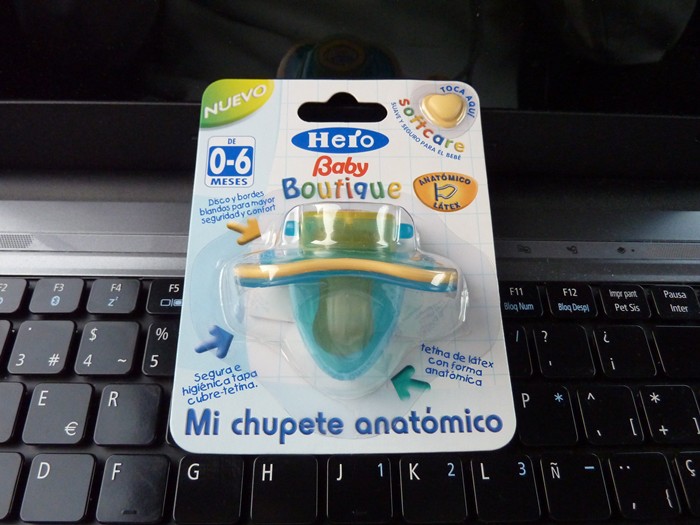 NUEVO
TOCA AQUÍ
softcare
SUAVE Y SEGURO PARA EL BEBÉ
DE
0-6
MESES
Hero
Baby
Boutique
ANATÓMICO
LÁTEX
Disco y bordes
blandos para mayor
seguridad y confort
Segura e
higiénica tapa
cubre-tetina.
tetina de látex
con forma
anatómica
Mi chupete anatómico
F2
F3
F4
zz
F5
F11
Bloq Num
F12
Bloq Despl
Impr pant
Pet Sis
Pausa
Inter
3 #
$
4 ~
%
5
?
'
¿
¡
E
€
R
P *
^
` [
*
+ ]
D
F
G
H
J 1
K 2
L 3
Ñ -
¨
´ {
Ç